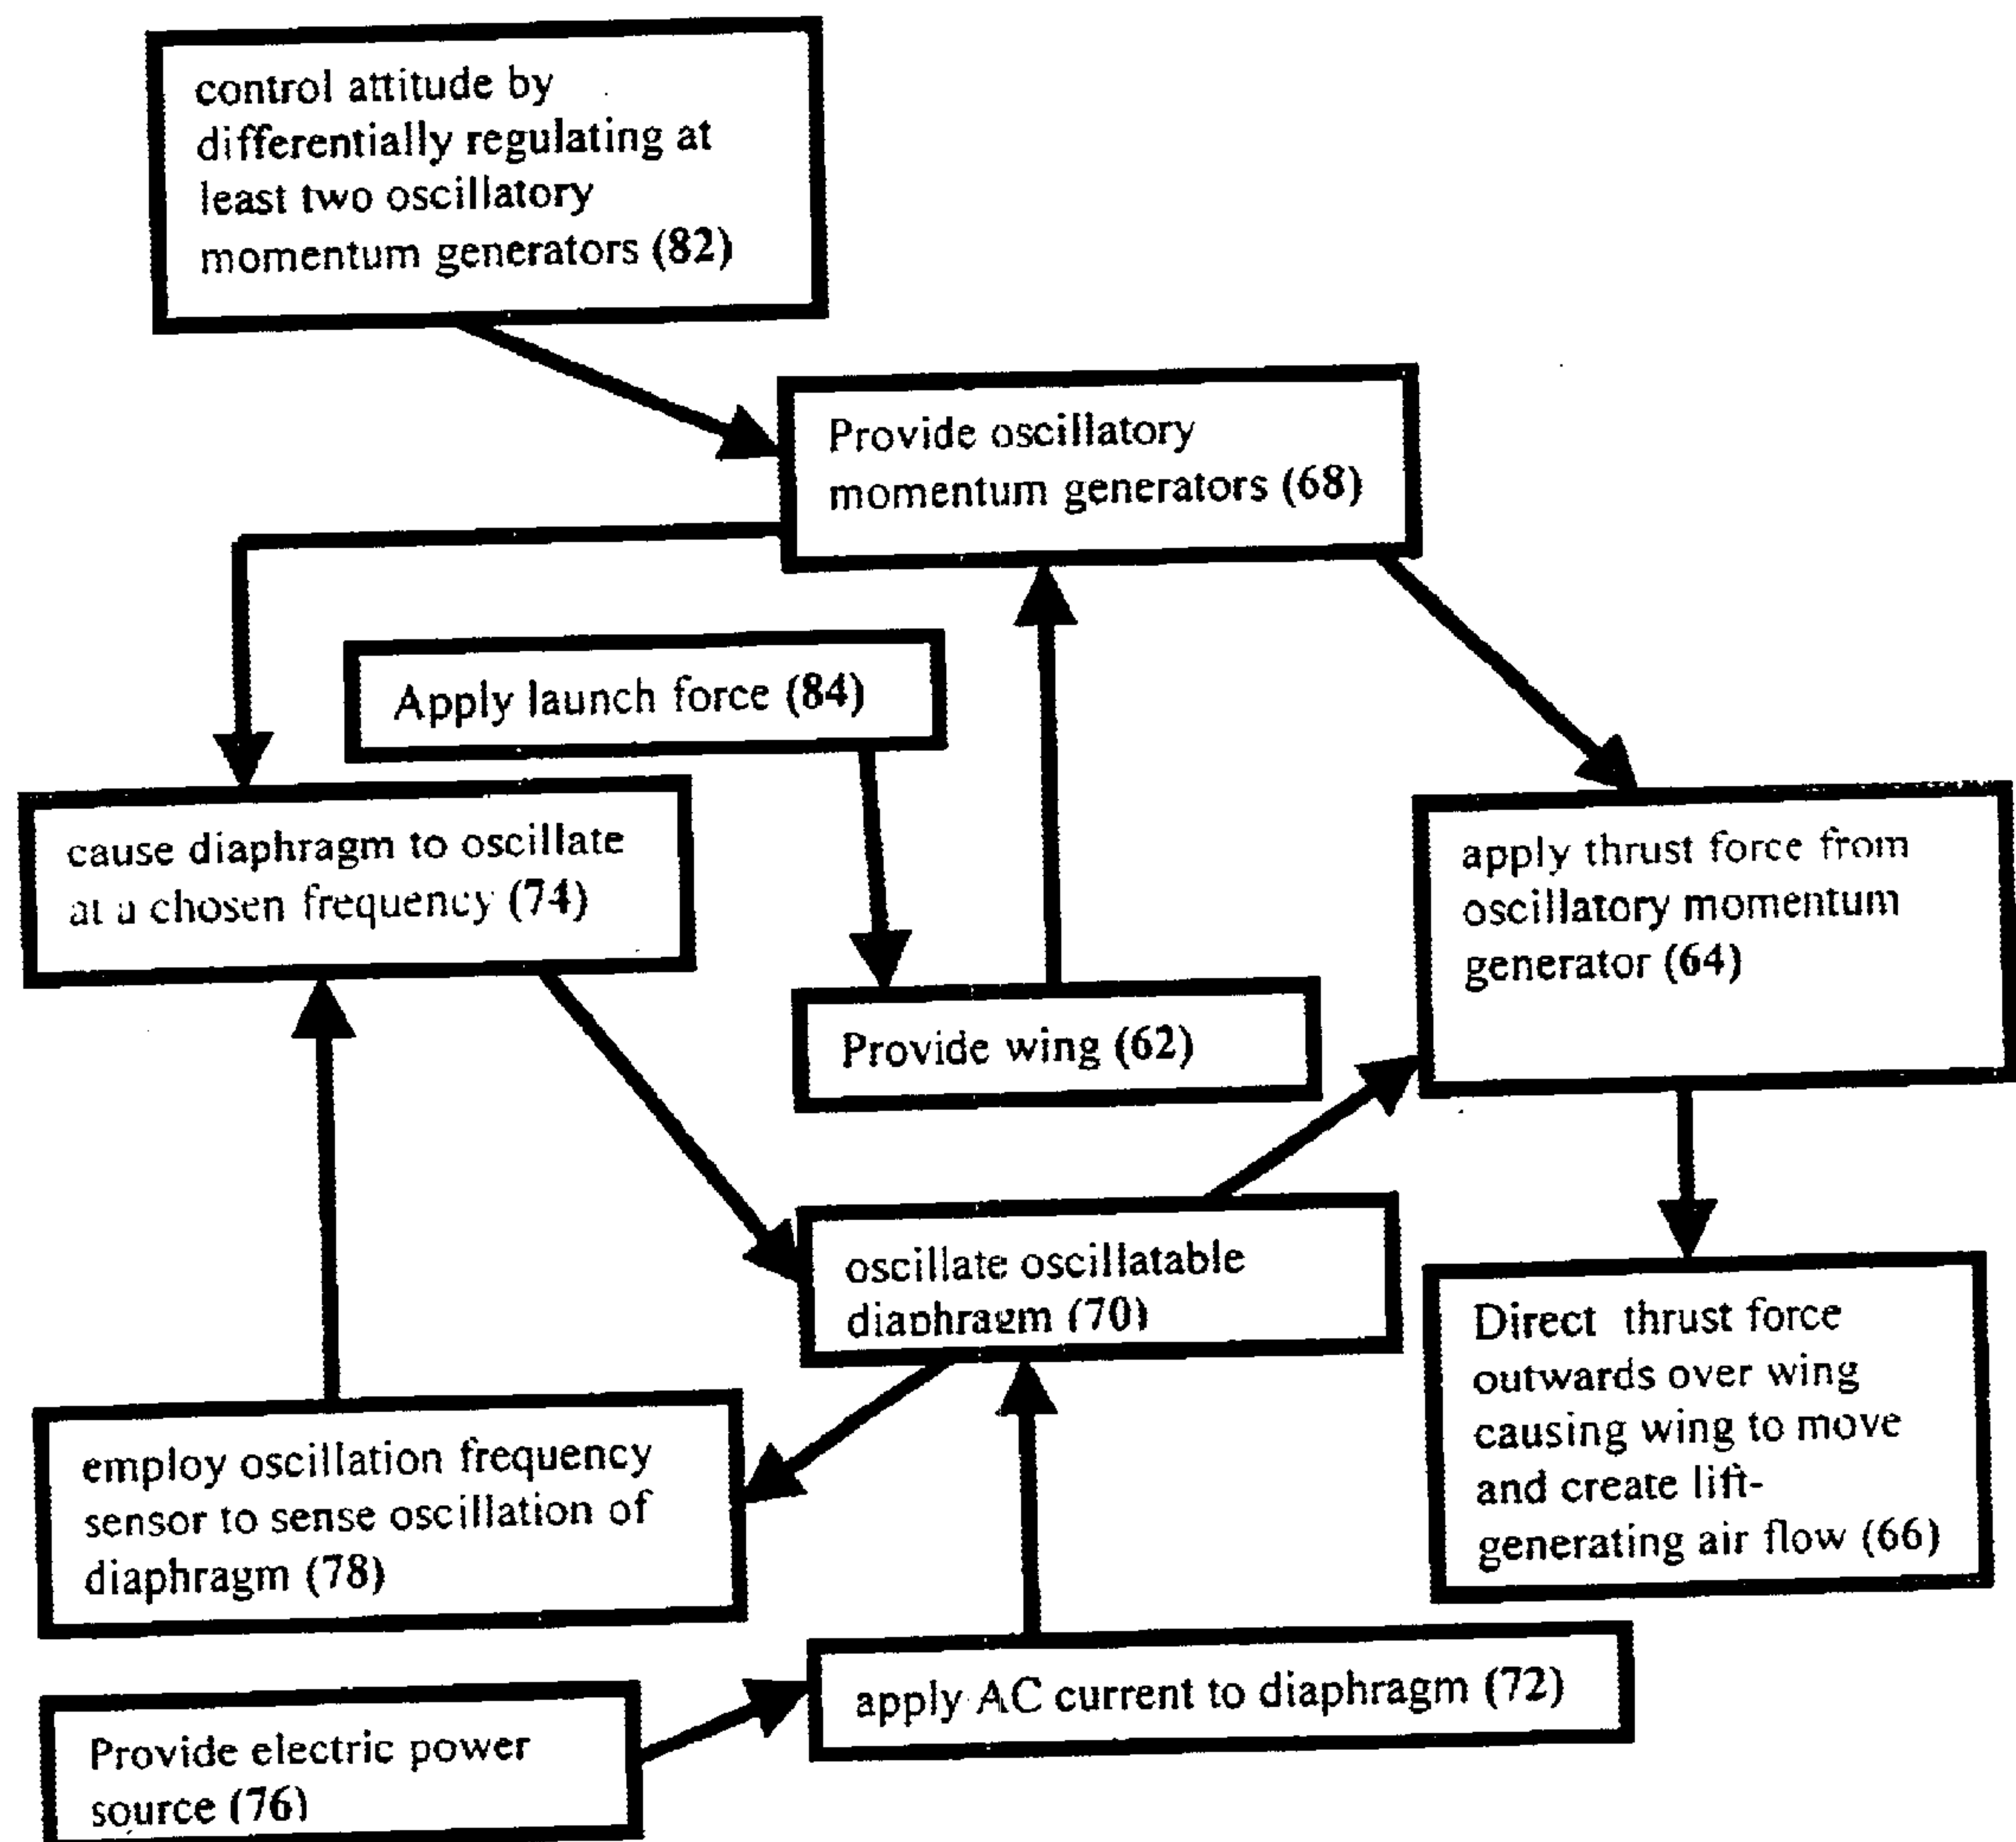 control attitude by
differentially regulating at
least two oscillatory
momentum generators (82)
Provide oscillatory
momentum generators (68)
Apply launch force (84)
cause diaphragm to oscillate
at a chosen frequency (74)
apply thrust force from
oscillatory momentum
generator (64)
Provide wing (62)
oscillate oscillatable
diaphragm (70)
Direct thrust force
outwards over wing
causing wing to move
and create lift-
generating air flow (66)
employ oscillation frequency
sensor to sense oscillation of
diaphragm (78)
apply AC current to diaphragm (72)
Provide electric power
source (76)